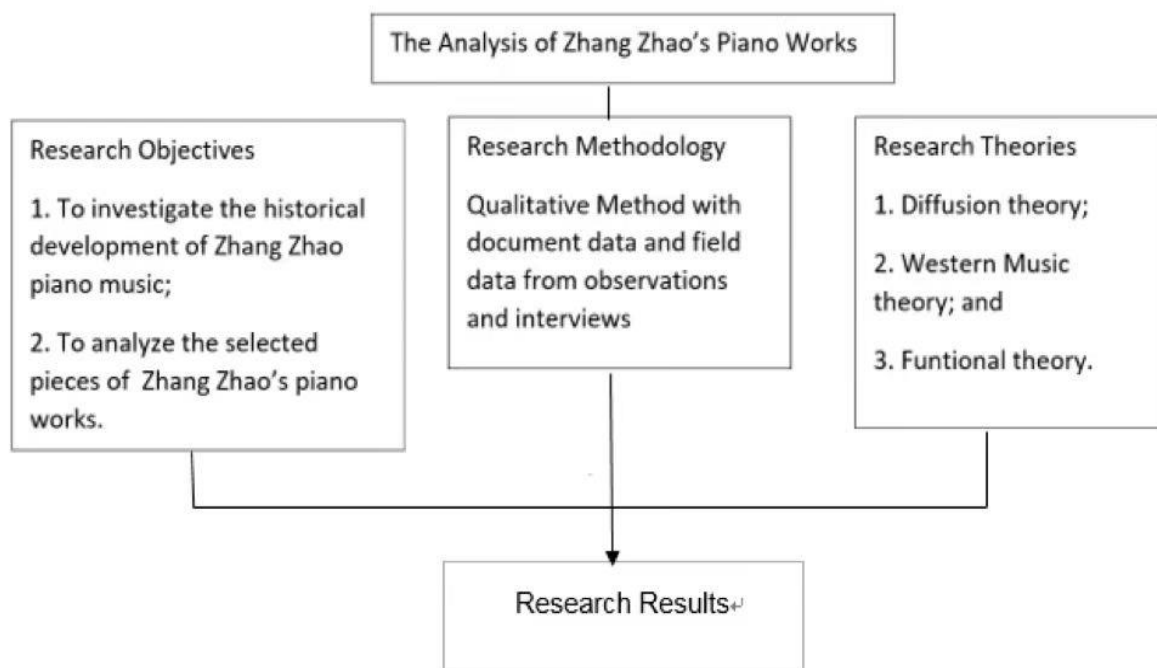 The Analysis of Zhang Zhao's Piano Works
Research Objectives
1. To investigate the historical
development of Zhang Zhao
piano music;
2. To analyze the selected
pieces of Zhang Zhao's piano
works.
Research Methodology
Qualitative Method with
document data and field
data from observations
and interviews
Research Theories
1. Diffusion theory;
2. Western Music
theory; and
3. Funtional theory.
Research Results↵